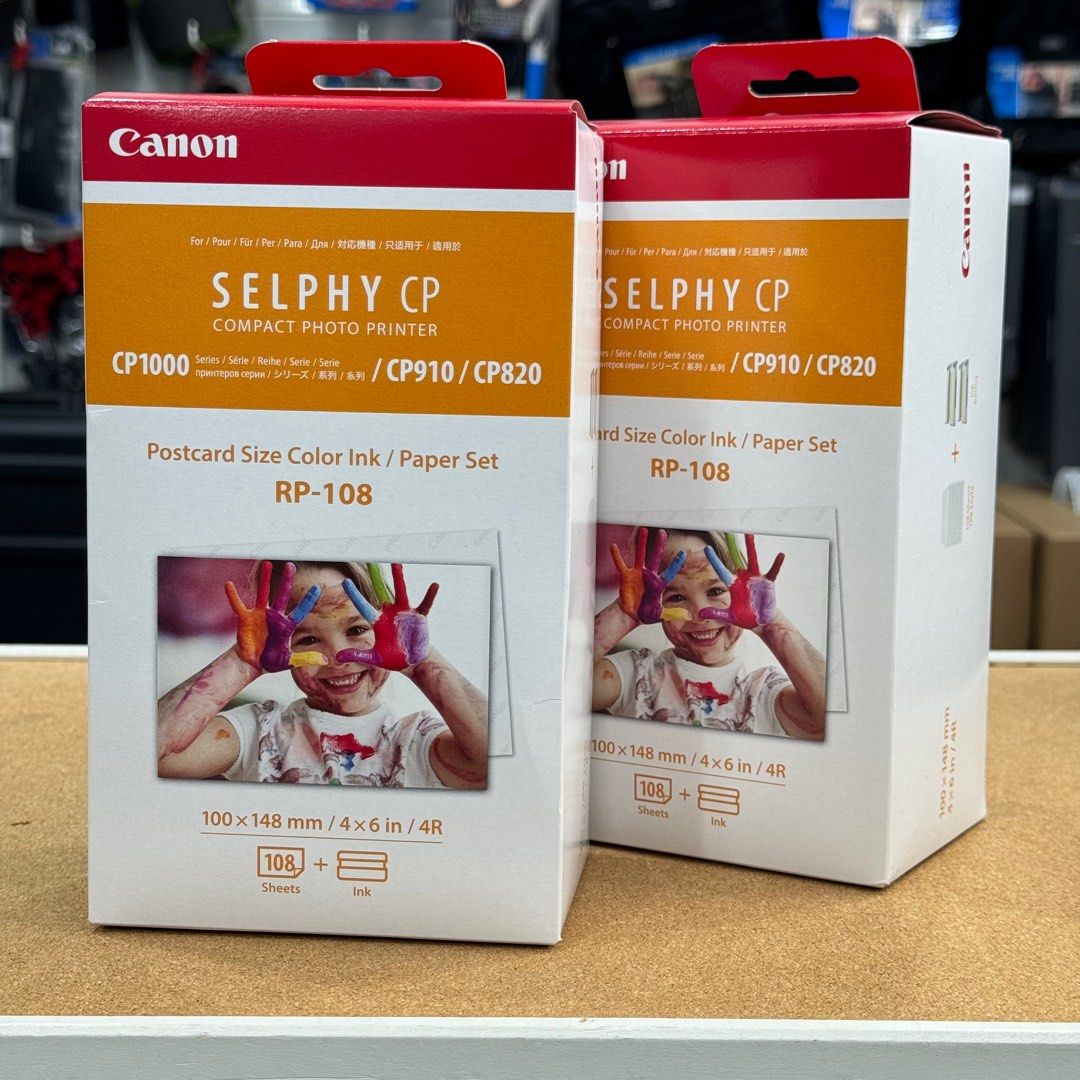 Canon
For / Pour / Für / Per / Para / Для / 対応機種 / 只适用于 / 適用於
SELPHY CP
COMPACT PHOTO PRINTER
CP1000 Series / Série / Reihe / Serie / Serie
принтеров серии / シリーズ / 系列 / 系列 / CP910 / CP820
Postcard Size Color Ink / Paper Set
RP-108
100 × 148 mm / 4 × 6 in / 4R
108 +
Sheets Ink
on
Pour / Für / Per / Para / Для / 対応機種 / 只适用于 / 適用於
SELPHY CP
COMPACT PHOTO PRINTER
Series / Série / Reihe / Serie / Serie
серии / シリーズ / 系列 / 系列 / CP910 / CP820
Size Color Ink / Paper Set
RP-108
100 × 148 mm / 4 × 6 in / 4R
108 +
Sheets Ink
Canon
+
100 × 148 mm
4 × 6 in / 4R